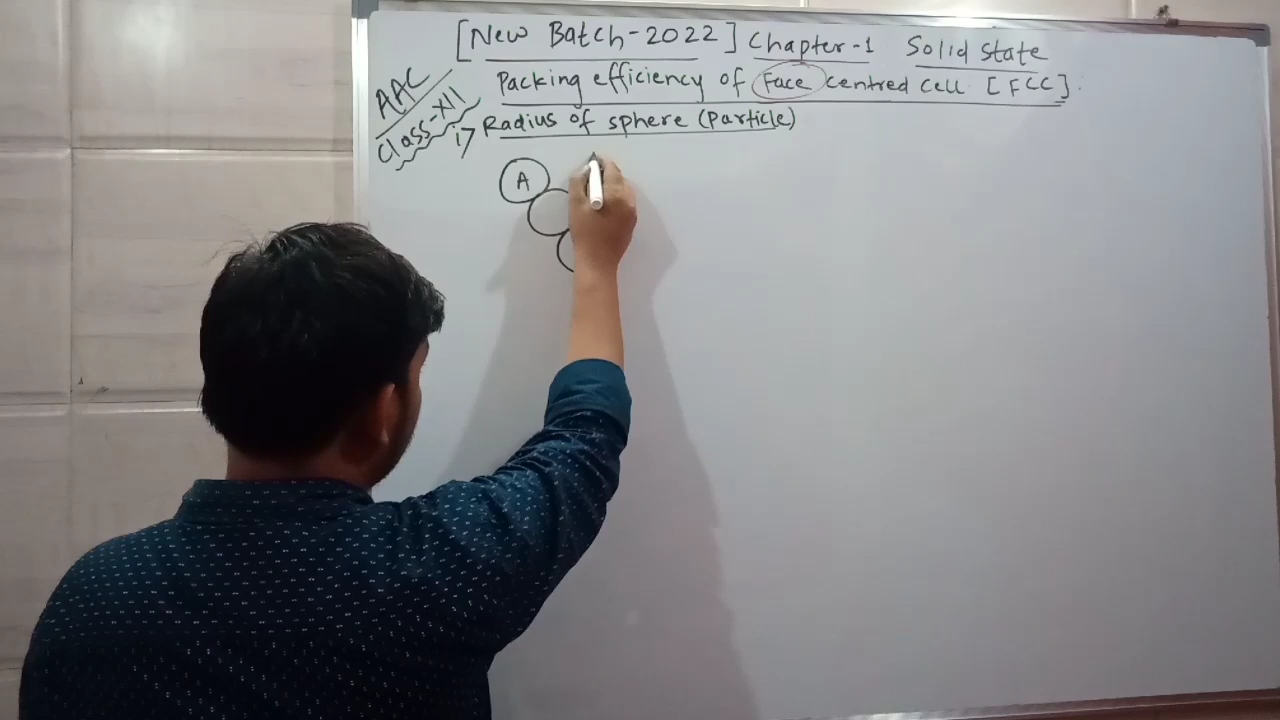 [New Batch-2022] Chapter-1 Solid State
Packing efficiency of Face centred cell [FCC].
AAC
Class-XII
i> Radius of sphere (Particle)
A